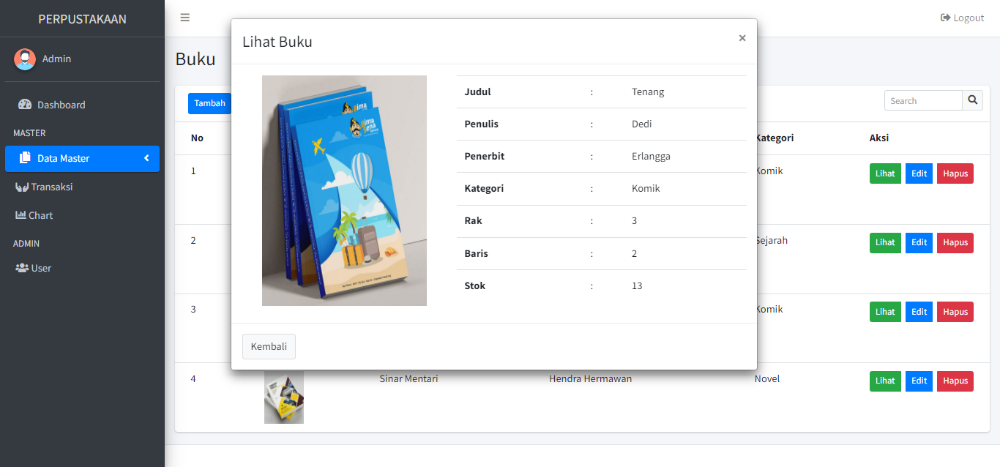 PERPUSTAKAAN
Logout
Admin
Dashboard
MASTER
Data Master
Transaksi
Chart
ADMIN
User
Buku
Tambah
Search
No
Kategori
Aksi
1
Komik
Lihat
Edit
Hapus
2
Sejarah
Lihat
Edit
Hapus
3
Komik
Lihat
Edit
Hapus
4
Sinar Mentari
Hendra Hermawan
Novel
Lihat
Edit
Hapus
Lihat Buku
×
Judul : Tenang
Penulis : Dedi
Penerbit : Erlangga
Kategori : Komik
Rak : 3
Baris : 2
Stok : 13
Kembali